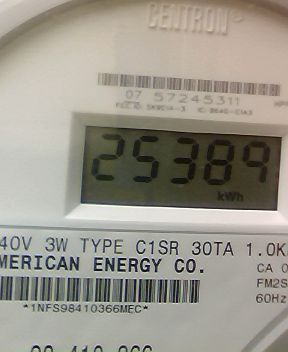 CENTRON
07 57245311
25389
kWh
40V 3W TYPE C1SR 30TA 1.0K
MERICAN ENERGY CO.
CA 0
FM2S
60Hz
*1NFS98410366MEC*